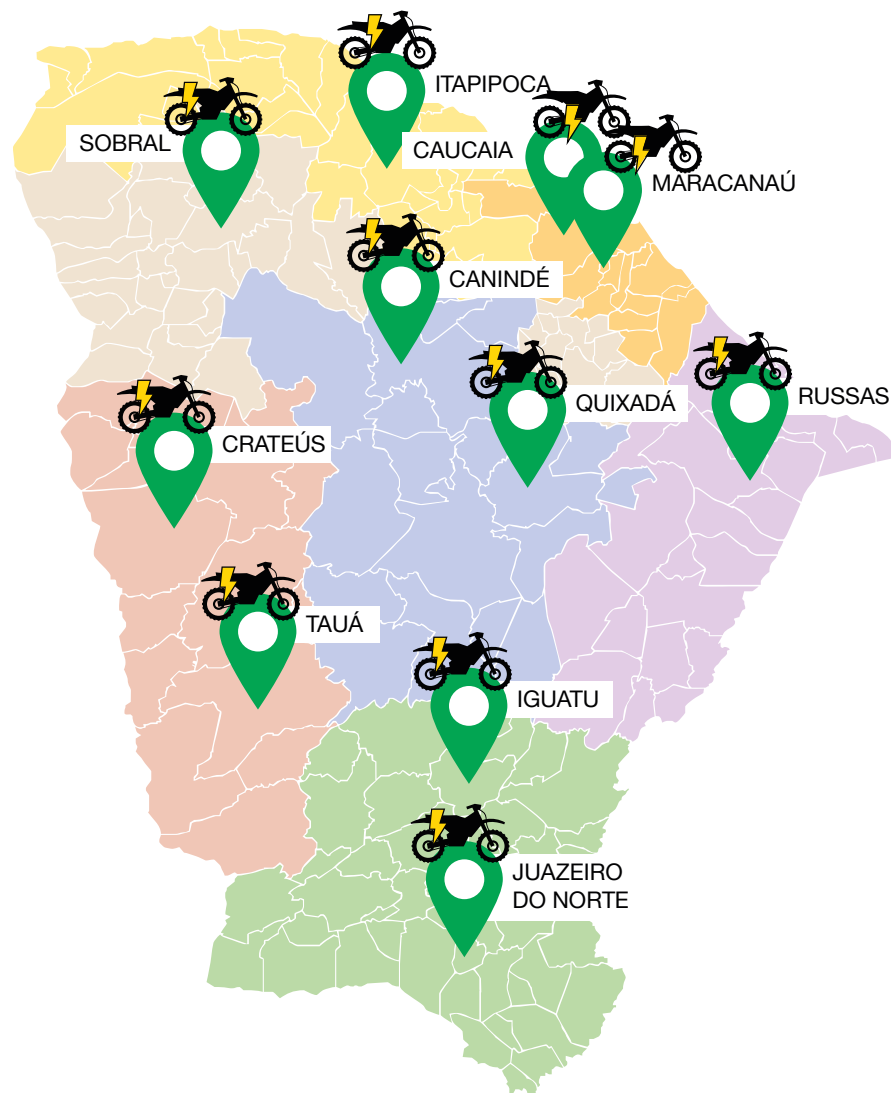 ITAPIPOCA
SOBRAL
CAUCAIA
MARACANAÚ
CANINDÉ
QUIXADÁ
RUSSAS
CRATEÚS
TAUÁ
IGUATU
JUAZEIRO
DO NORTE